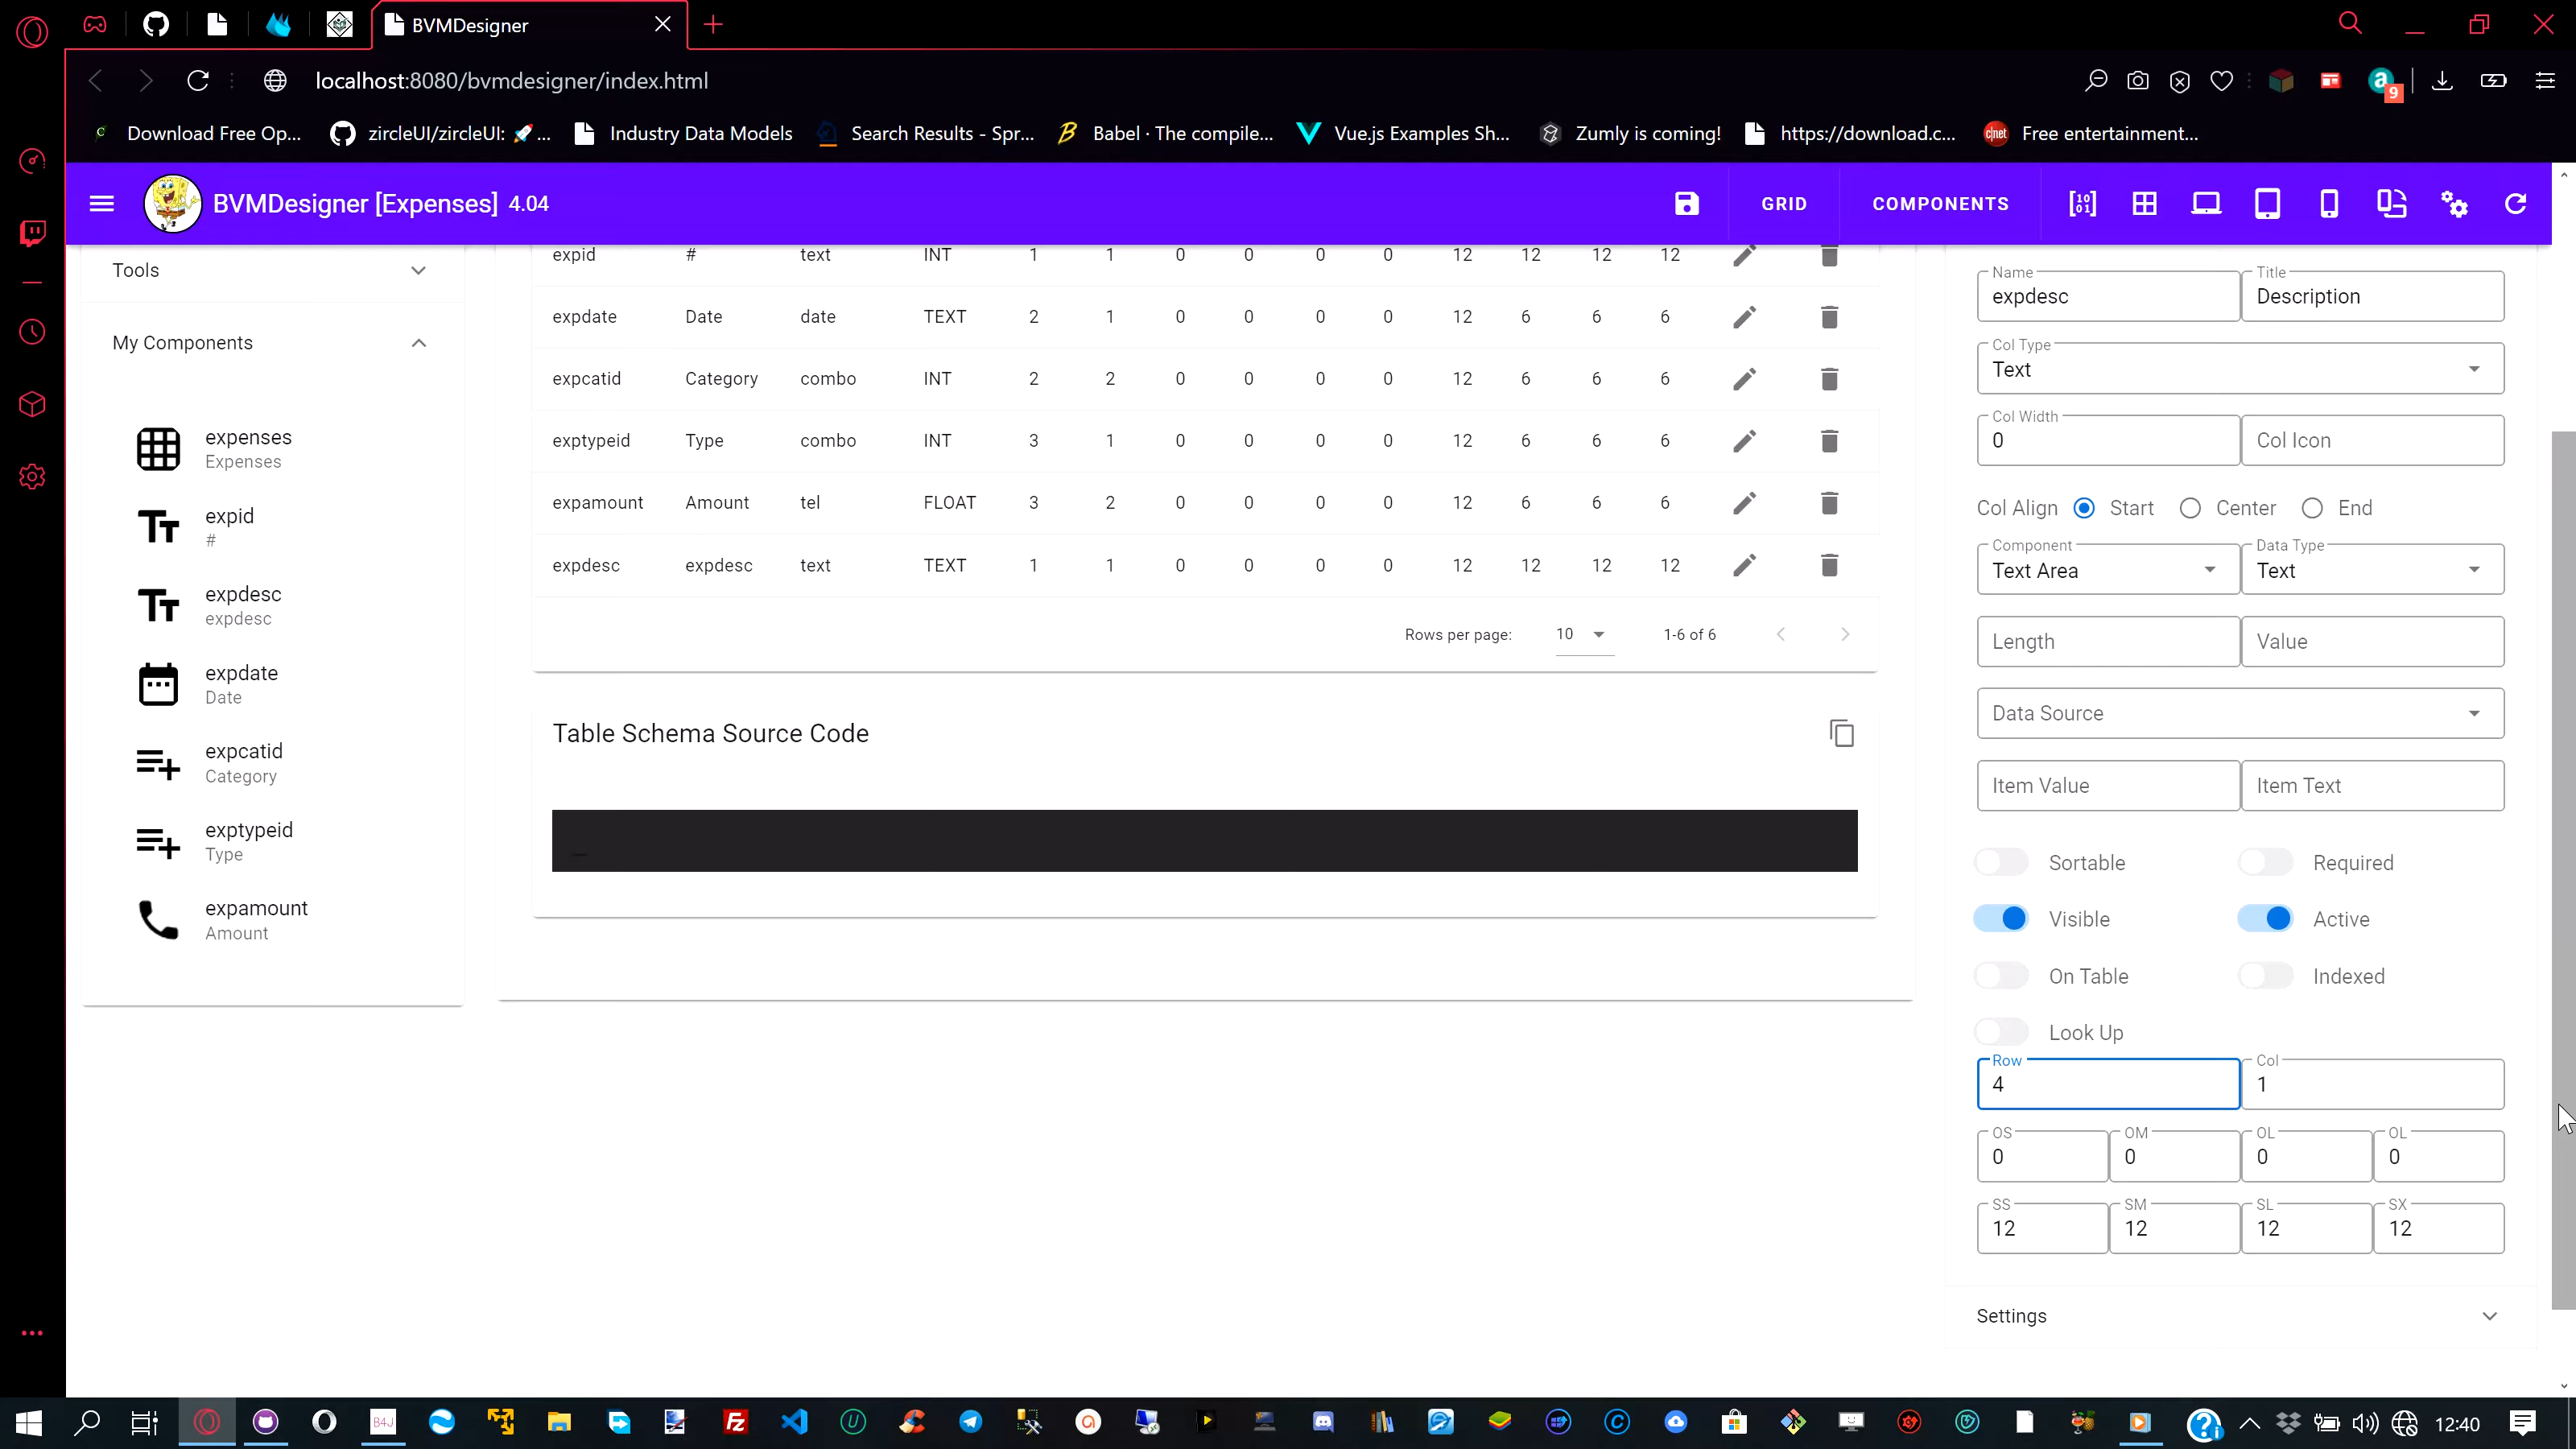 BVMDesigner
localhost:8080/bvmdesigner/index.html
9
Download Free Op...
zircleUI/zircleUI: 🚀 ...
Industry Data Models
Search Results - Spr...
Babel · The compile...
Vue.js Examples Sh...
Zumly is coming!
https://download.c...
Free entertainment...
BVMDesigner [Expenses] 4.04
GRID
COMPONENTS
Tools
My Components
expenses
Expenses
expid
#
expdesc
expdesc
expdate
Date
expcatid
Category
exptypeid
Type
expamount
Amount
expid # text INT 1 1 0 0 0 0 12 12 12 12
expdate Date date TEXT 2 1 0 0 0 0 12 6 6 6
expcatid Category combo INT 2 2 0 0 0 0 12 6 6 6
exptypeid Type combo INT 3 1 0 0 0 0 12 6 6 6
expamount Amount tel FLOAT 3 2 0 0 0 0 12 6 6 6
expdesc expdesc text TEXT 1 1 0 0 0 0 12 12 12 12
Rows per page: 10 1-6 of 6
Table Schema Source Code
Name Title
expdesc Description
Col Type
Text
Col Width
0 Col Icon
Col Align Start Center End
Component Data Type
Text Area Text
Length Value
Data Source
Item Value Item Text
Sortable Required
Visible Active
On Table Indexed
Look Up
Row Col
4 1
OS OM OL OL
0 0 0 0
SS SM SL SX
12 12 12 12
Settings
B4J
12:40